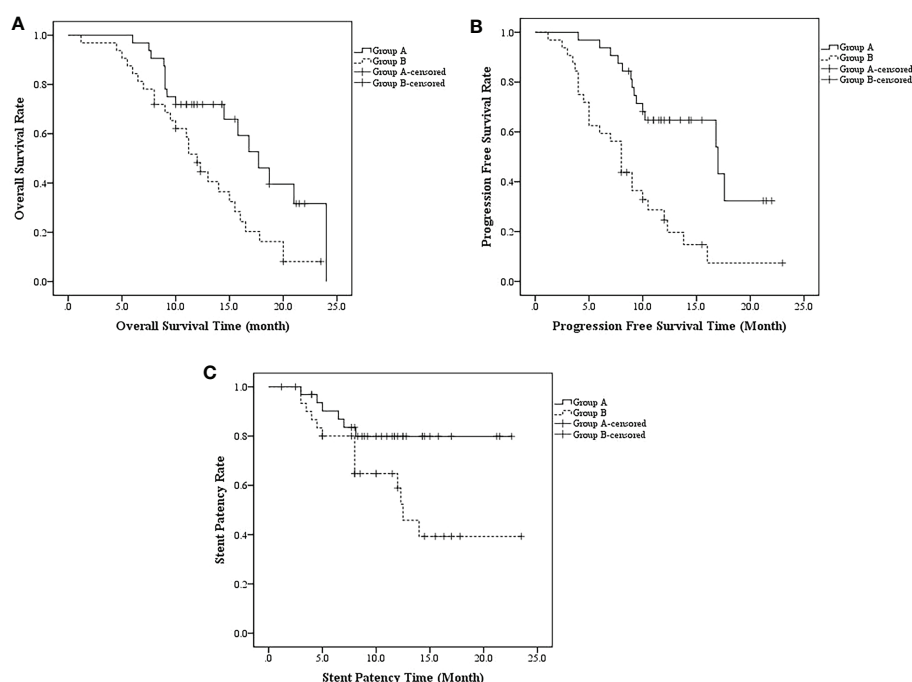 A
Overall Survival Rate
1.0
0.8
0.6
0.4
0.2
0.0
.0 5.0 10.0 15.0 20.0 25.0
Overall Survival Time (month)
Group A
Group B
Group A-censored
Group B-censored
B
Progression Free Survival Rate
1.0
0.8
0.6
0.4
0.2
0.0
.0 5.0 10.0 15.0 20.0 25.0
Progression Free Survival Time (Month)
Group A
Group B
Group A-censored
Group B-censored
C
Stent Patency Rate
1.0
0.8
0.6
0.4
0.2
0.0
.0 5.0 10.0 15.0 20.0 25.0
Stent Patency Time (Month)
Group A
Group B
Group A-censored
Group B-censored